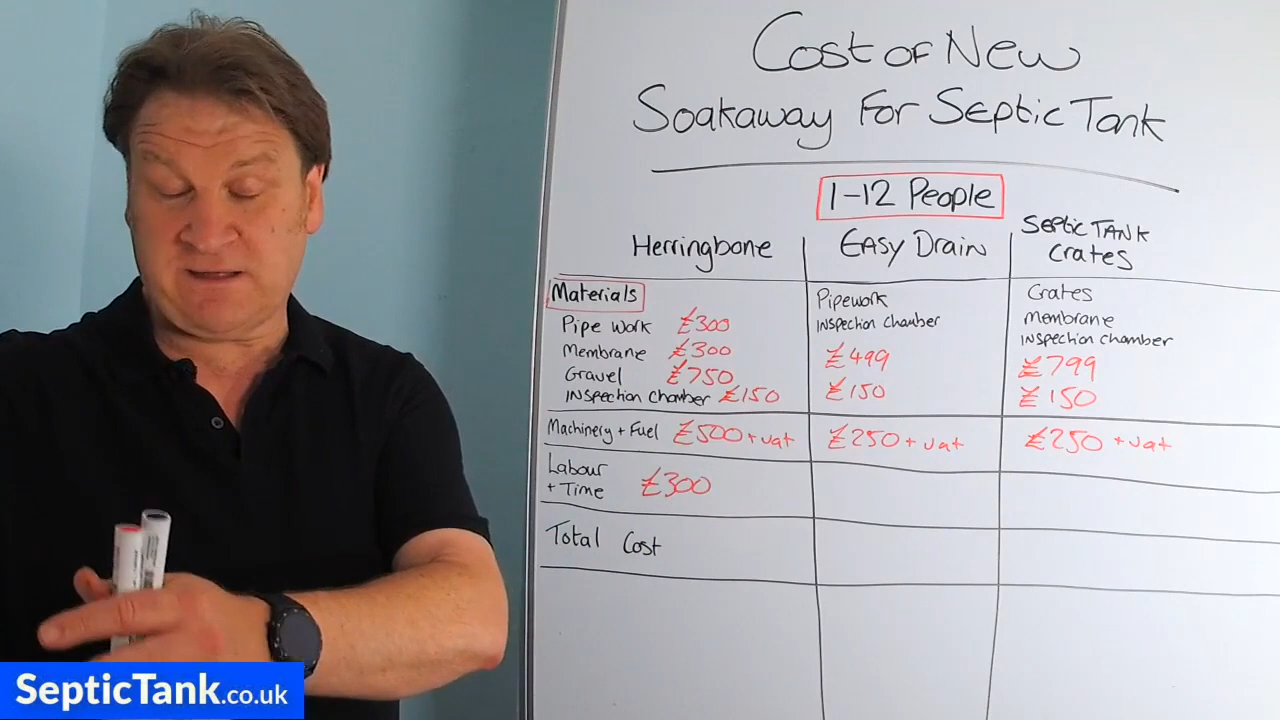 Cost of New
Soakaway For Septic Tank
1-12 People
Herringbone
EASY Drain
SEPTIC TANK
Crates
Materials
Pipe work £300
Membrane £300
Gravel £750
INSPection Chamber £150
Pipework
INSPection Chamber
£499
£150
Crates
Membrane
INSPection Chamber
£799
£150
Machinery + Fuel £500 + vat
£250 + vat
£250 + vat
Labour
+ Time £300
Total Cost
SepticTank.co.uk